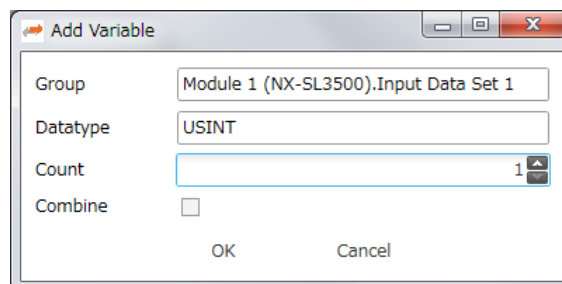 Add Variable
Group Module 1 (NX-SL3500).Input Data Set 1
Datatype USINT
Count 1
Combine
OK Cancel